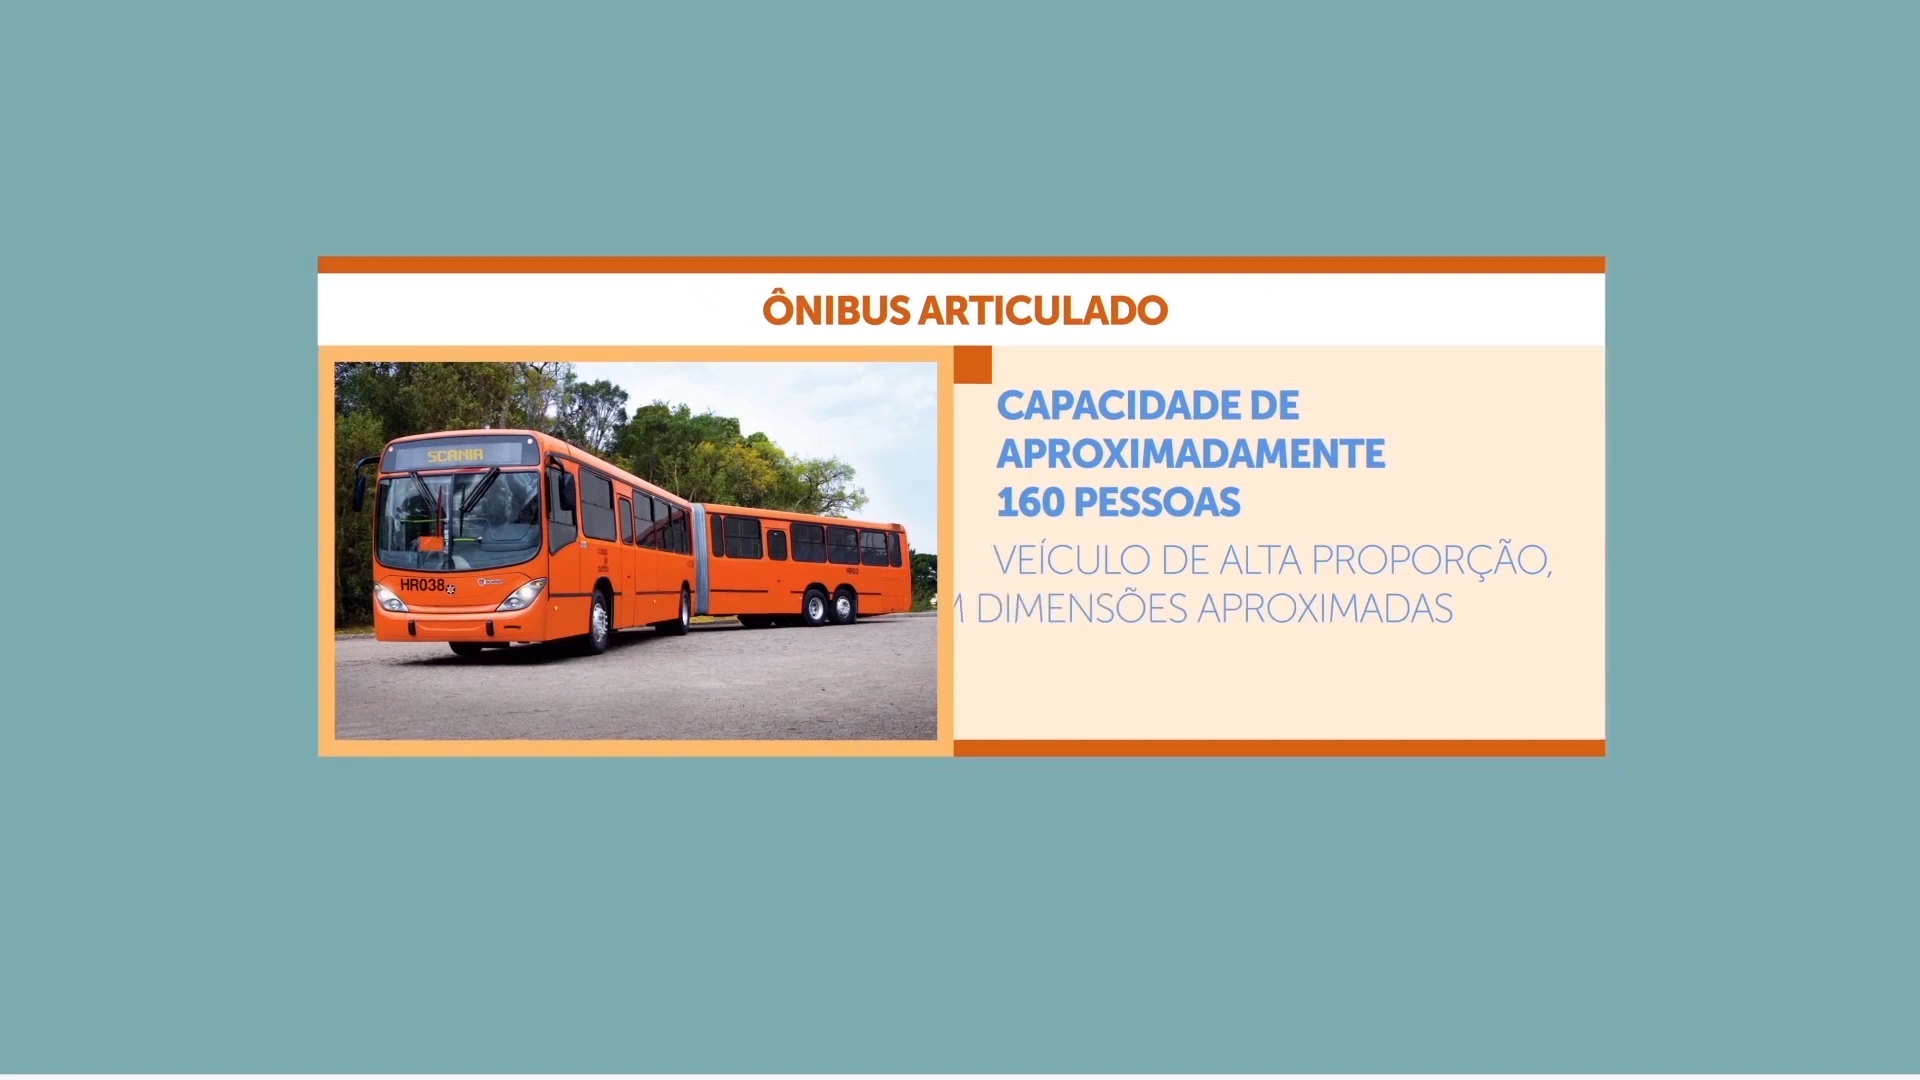 ÔNIBUS ARTICULADO
SCANIA
HR038
CAPACIDADE DE
APROXIMADAMENTE
160 PESSOAS
VEÍCULO DE ALTA PROPORÇÃO,
M DIMENSÕES APROXIMADAS